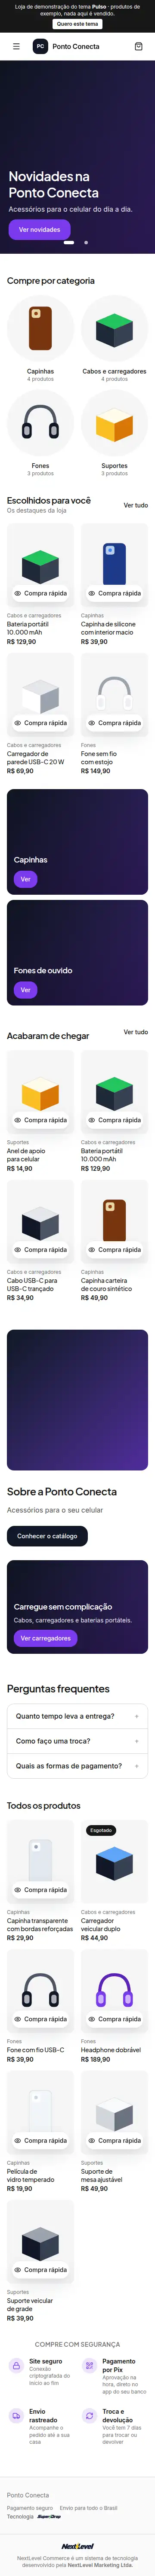 Loja de demonstração do tema Pulso · produtos de
exemplo, nada aqui é vendido.
Quero este tema
PC
Ponto Conecta
Novidades na
Ponto Conecta
Acessórios para o celular do dia a dia.
Ver novidades
Compre por categoria
Capinhas
4 produtos
Cabos e carregadores
4 produtos
Fones
3 produtos
Suportes
3 produtos
Escolhidos para você
Os destaques da loja
Ver tudo
Compra rápida
Compra rápida
Cabos e carregadores
Bateria portátil
10.000 mAh
R$ 129,90
Capinhas
Capinha de silicone
com interior macio
R$ 39,90
Compra rápida
Compra rápida
Cabos e carregadores
Carregador de
parede USB-C 20 W
R$ 69,90
Fones
Fone sem fio
com estojo
R$ 149,90
Capinhas
Ver
Fones de ouvido
Ver
Acabaram de chegar
Ver tudo
Compra rápida
Compra rápida
Suportes
Anel de apoio
para celular
R$ 14,90
Cabos e carregadores
Bateria portátil
10.000 mAh
R$ 129,90
Compra rápida
Compra rápida
Cabos e carregadores
Cabo USB-C para
USB-C trançado
R$ 34,90
Capinhas
Capinha carteira
de couro sintético
R$ 49,90
Sobre a Ponto Conecta
Acessórios para o seu celular
Conhecer o catálogo
Carregue sem complicação
Cabos, carregadores e baterias portáteis.
Ver carregadores
Perguntas frequentes
Quanto tempo leva a entrega?
+
Como faço uma troca?
+
Quais as formas de pagamento?
+
Todos os produtos
Compra rápida
Esgotado
Capinhas
Capinha transparente
com bordas reforçadas
R$ 29,90
Cabos e carregadores
Carregador
veicular duplo
R$ 44,90
Compra rápida
Compra rápida
Fones
Fone com fio USB-C
R$ 39,90
Fones
Headphone dobrável
R$ 189,90
Compra rápida
Compra rápida
Capinhas
Película de
vidro temperado
R$ 19,90
Suportes
Suporte de
mesa ajustável
R$ 49,90
Compra rápida
Suportes
Suporte veicular
de grade
R$ 39,90
COMPRE COM SEGURANÇA
Site seguro
Conexão
criptografada do
início ao fim
Pagamento
por Pix
Aprovação na
hora, direto no
app do seu banco
Envio
rastreado
Acompanhe o
pedido até a sua
casa
Troca e
devolução
Você tem 7 dias
para trocar ou
devolver
Ponto Conecta
Pagamento seguro
Envio para todo o Brasil
Tecnologia
SuperDrop
NextLevel
NextLevel Commerce é um sistema de tecnologia
desenvolvido pela NextLevel Marketing Ltda.